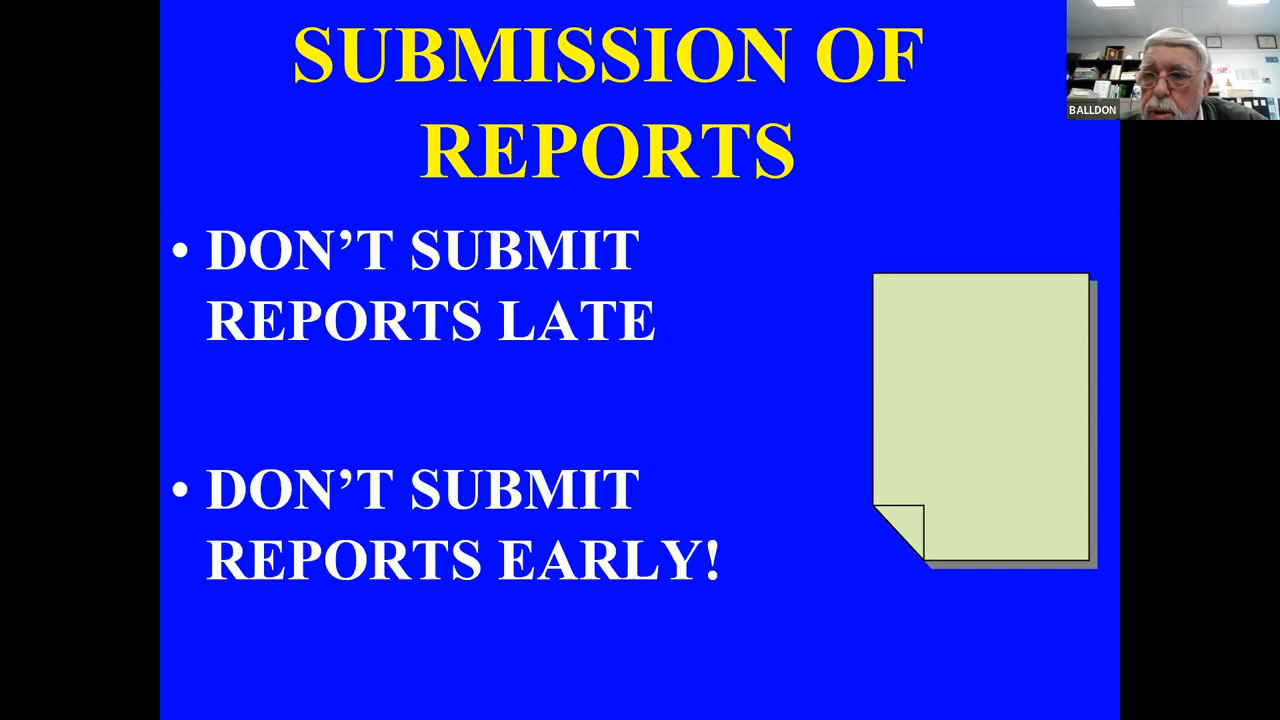 SUBMISSION OF
REPORTS
• DON’T SUBMIT
REPORTS LATE
• DON’T SUBMIT
REPORTS EARLY!
BALLDON